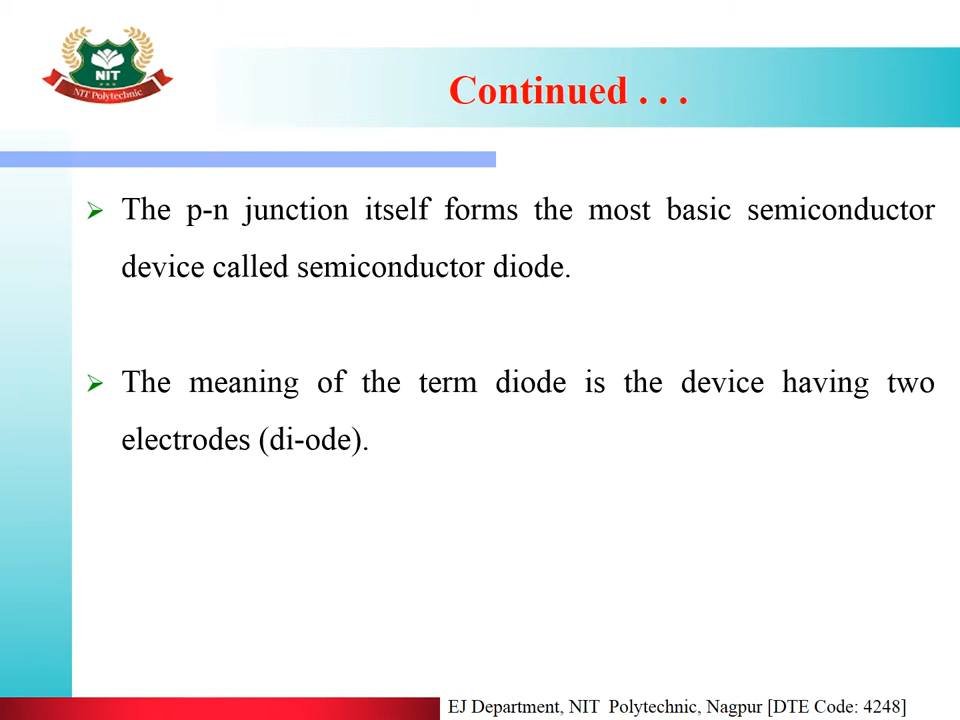 NIT
NIT Polytechnic
Continued . . .
The p-n junction itself forms the most basic semiconductor
device called semiconductor diode.
The meaning of the term diode is the device having two
electrodes (di-ode).
EJ Department, NIT Polytechnic, Nagpur [DTE Code: 4248]